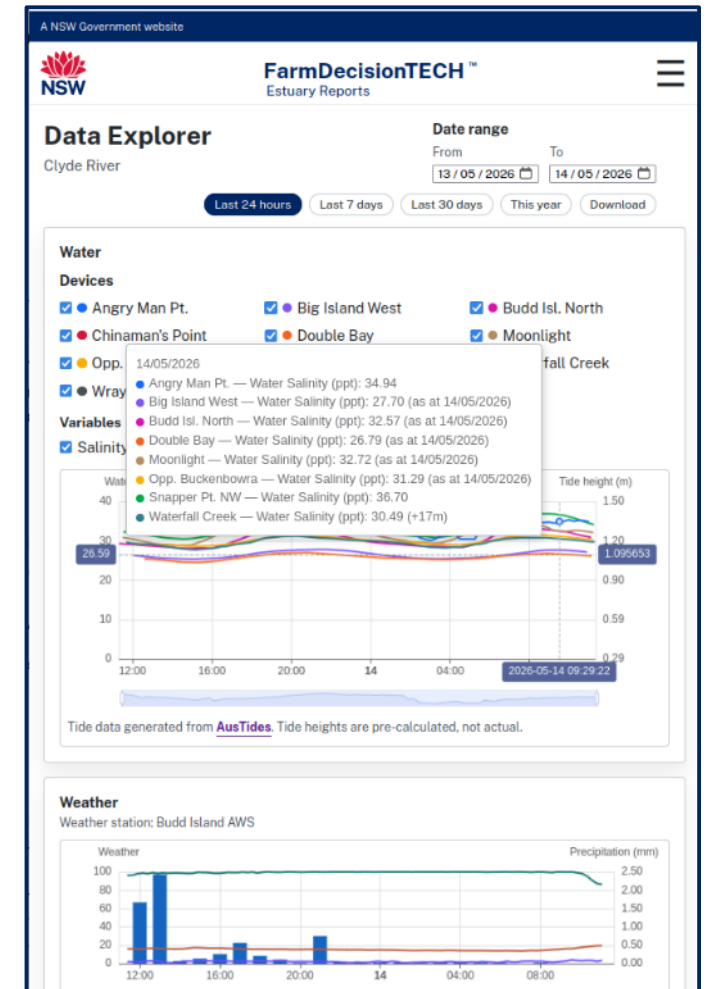 A NSW Government website
NSW
FarmDecisionTECH ™
Estuary Reports
Data Explorer
Clyde River
Date range
From To
13 / 05 / 2026 14 / 05 / 2026
Last 24 hours Last 7 days Last 30 days This year Download
Water
Devices
Angry Man Pt. Big Island West Budd Isl. North
Chinaman's Point Double Bay Moonlight
Opp. fall Creek
Wray
14/05/2026
Angry Man Pt. — Water Salinity (ppt): 34.94
Big Island West — Water Salinity (ppt): 27.70 (as at 14/05/2026)
Budd Isl. North — Water Salinity (ppt): 32.57 (as at 14/05/2026)
Double Bay — Water Salinity (ppt): 26.79 (as at 14/05/2026)
Moonlight — Water Salinity (ppt): 32.72 (as at 14/05/2026)
Opp. Buckenbowra — Water Salinity (ppt): 31.29 (as at 14/05/2026)
Snapper Pt. NW — Water Salinity (ppt): 36.70
Waterfall Creek — Water Salinity (ppt): 30.49 (+17m)
Variables
Salinity
Wat Tide height (m)
40 1.50
30 1.20
26.59 1.095653
20 0.90
10 0.59
0 0.29
12:00 16:00 20:00 14 04:00 2026-05-14 09:29:22
Tide data generated from AusTides. Tide heights are pre-calculated, not actual.
Weather
Weather station: Budd Island AWS
Weather Precipitation (mm)
100 2.50
80 2.00
60 1.50
40 1.00
20 0.50
0 0.00
12:00 16:00 20:00 14 04:00 08:00